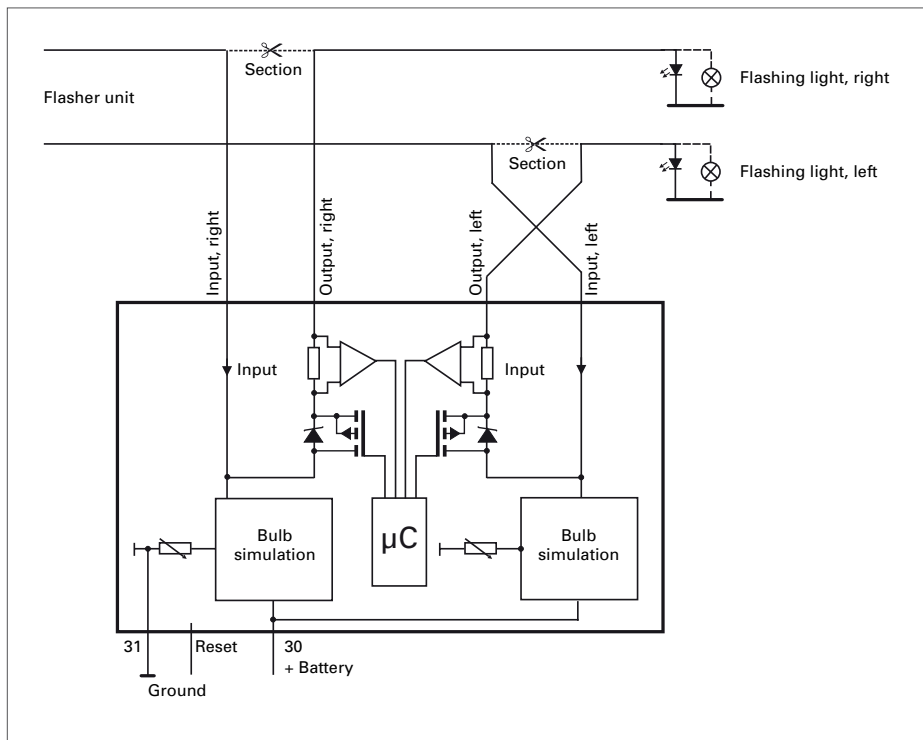 Section
Flasher unit
Flashing light, right
Section
Flashing light, left
Input, right
Output, right
Output, left
Input, left
Input
Input
Bulb
simulation
µC
Bulb
simulation
31
Reset
30
+ Battery
Ground